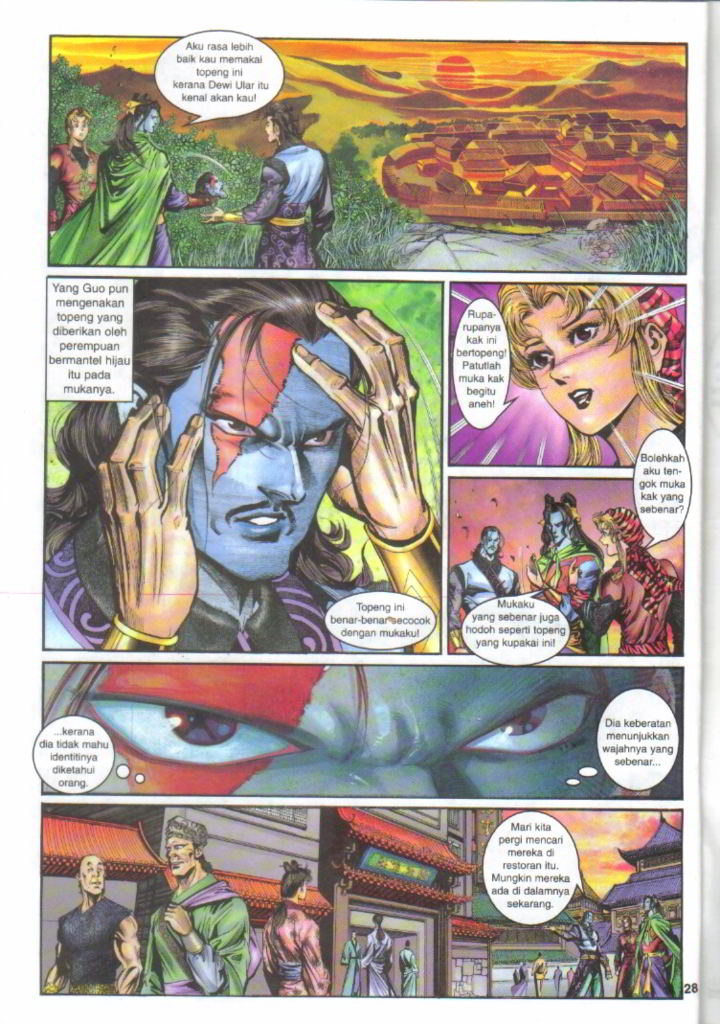 Aku rasa lebih
baik kau memakai
topeng ini
kerana Dewi Ular itu
kenal akan kau!
Yang Guo pun
mengenakan
topeng yang
diberikan oleh
perempuan
bermantel hijau
itu pada
mukanya.
Topeng ini
benar-benar secocok
dengan mukaku!
Rupa-
rupanya
kak ini
bertopeng!
Patutlah
muka kak
begitu
aneh!
Bolehkah
aku ten-
gok muka
kak yang
sebenar?
Mukaku
yang sebenar juga
hodoh seperti topeng
yang kupakai ini!
Dia keberatan
menunjukkan
wajahnya yang
sebenar...
...kerana
dia tidak mahu
identitinya
diketahui
orang.
Mari kita
pergi mencari
mereka di
restoran itu.
Mungkin mereka
ada di dalamnya
sekarang.
28